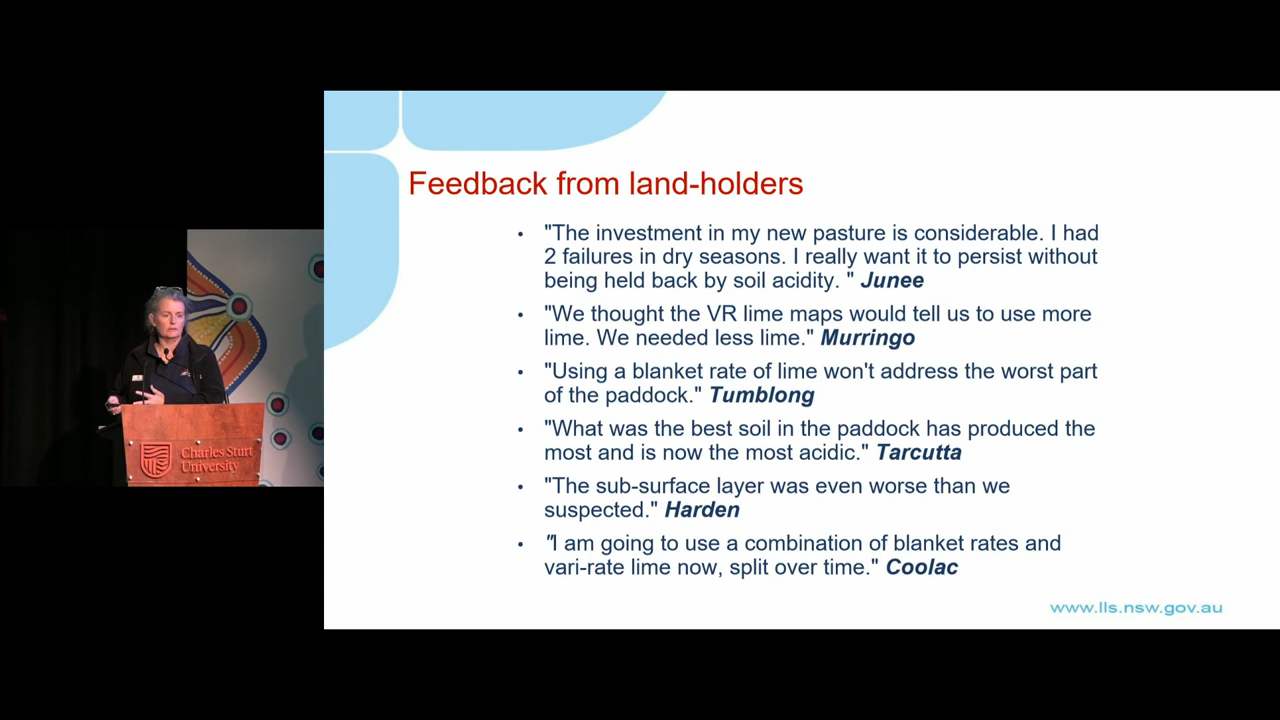 Feedback from land-holders
• "The investment in my new pasture is considerable. I had
2 failures in dry seasons. I really want it to persist without
being held back by soil acidity. " Junee
• "We thought the VR lime maps would tell us to use more
lime. We needed less lime." Murringo
• "Using a blanket rate of lime won't address the worst part
of the paddock." Tumblong
• "What was the best soil in the paddock has produced the
most and is now the most acidic." Tarcutta
• "The sub-surface layer was even worse than we
suspected." Harden
• "I am going to use a combination of blanket rates and
vari-rate lime now, split over time." Coolac
www.lls.nsw.gov.au
Charles Sturt
University